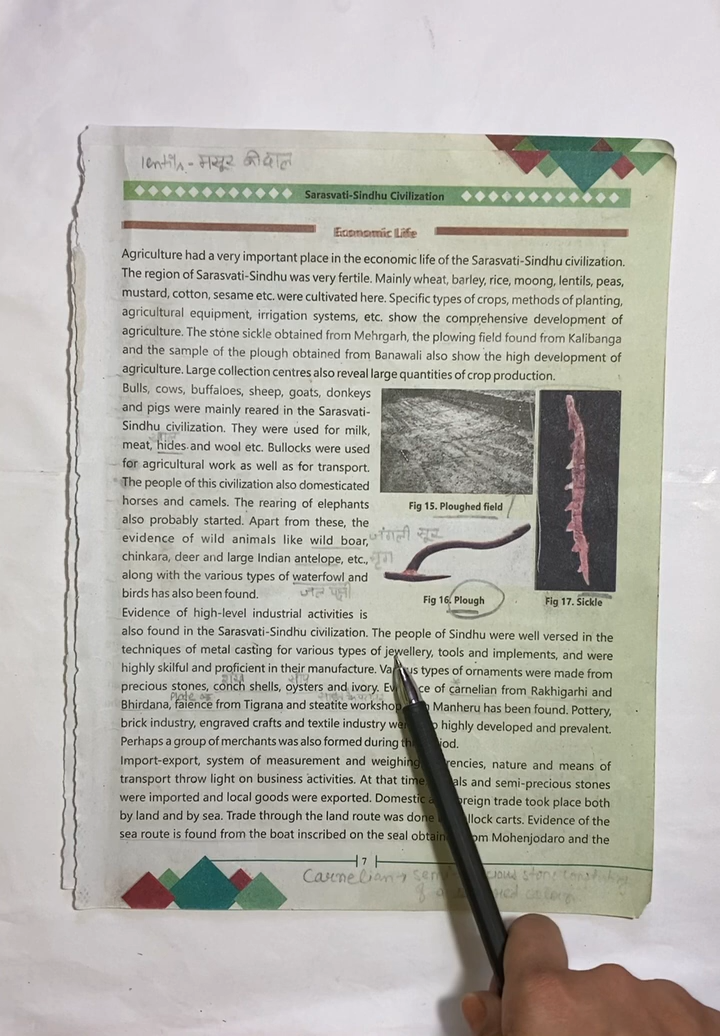 lentils - मसूर की दाल
Sarasvati-Sindhu Civilization
Economic Life
Agriculture had a very important place in the economic life of the Sarasvati-Sindhu civilization.
The region of Sarasvati-Sindhu was very fertile. Mainly wheat, barley, rice, moong, lentils, peas,
mustard, cotton, sesame etc. were cultivated here. Specific types of crops, methods of planting,
agricultural equipment, irrigation systems, etc. show the comprehensive development of
agriculture. The stone sickle obtained from Mehrgarh, the plowing field found from Kalibanga
and the sample of the plough obtained from Banawali also show the high development of
agriculture. Large collection centres also reveal large quantities of crop production.
Bulls, cows, buffaloes, sheep, goats, donkeys
and pigs were mainly reared in the Sarasvati-
Sindhu civilization. They were used for milk,
meat, hides and wool etc. Bullocks were used
for agricultural work as well as for transport.
The people of this civilization also domesticated
horses and camels. The rearing of elephants
also probably started. Apart from these, the
evidence of wild animals like wild boar,
chinkara, deer and large Indian antelope, etc.,
along with the various types of waterfowl and
birds has also been found.
जंगली सूर
मृग
जल पक्षी
Fig 15. Ploughed field
Fig 16. Plough
Fig 17. Sickle
Evidence of high-level industrial activities is
also found in the Sarasvati-Sindhu civilization. The people of Sindhu were well versed in the
techniques of metal casting for various types of jewellery, tools and implements, and were
highly skilful and proficient in their manufacture. Va us types of ornaments were made from
precious stones, conch shells, oysters and ivory. Ev ce of carnelian from Rakhigarhi and
Bhirdana, faience from Tigrana and steatite workshop Manheru has been found. Pottery,
brick industry, engraved crafts and textile industry we o highly developed and prevalent.
Perhaps a group of merchants was also formed during th iod.
Import-export, system of measurement and weighing rencies, nature and means of
transport throw light on business activities. At that time als and semi-precious stones
were imported and local goods were exported. Domestic a oreign trade took place both
by land and by sea. Trade through the land route was done llock carts. Evidence of the
sea route is found from the boat inscribed on the seal obtain om Mohenjodaro and the
7
Carnelian → semi stone